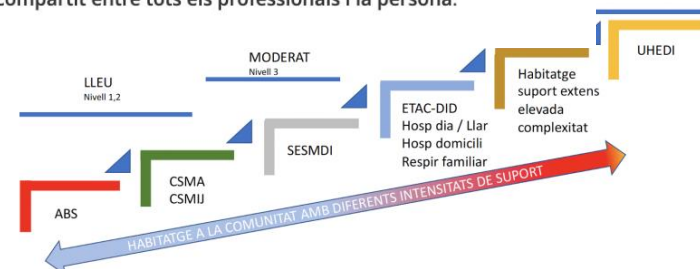 compartit entre tots els professionals i la persona.
LLEU
Nivell 1,2
MODERAT
Nivell 3
ABS
CSMA
CSMIJ
SESMDI
ETAC-DID
Hosp dia / Llar
Hosp domicili
Respir familiar
Habitatge
suport extens
elevada
complexitat
UHEDI
HABITATGE A LA COMUNITAT AMB DIFERENTS INTENSITATS DE SUPORT